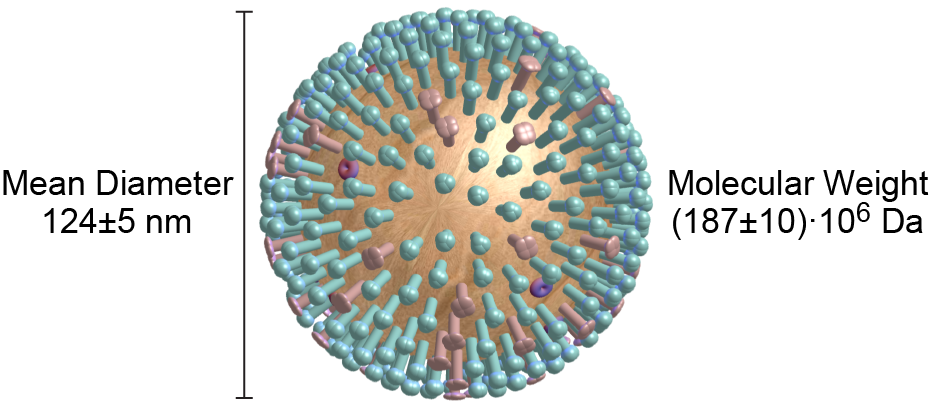 Mean Diameter
124±5 nm
Molecular Weight
(187±10)·10⁶ Da